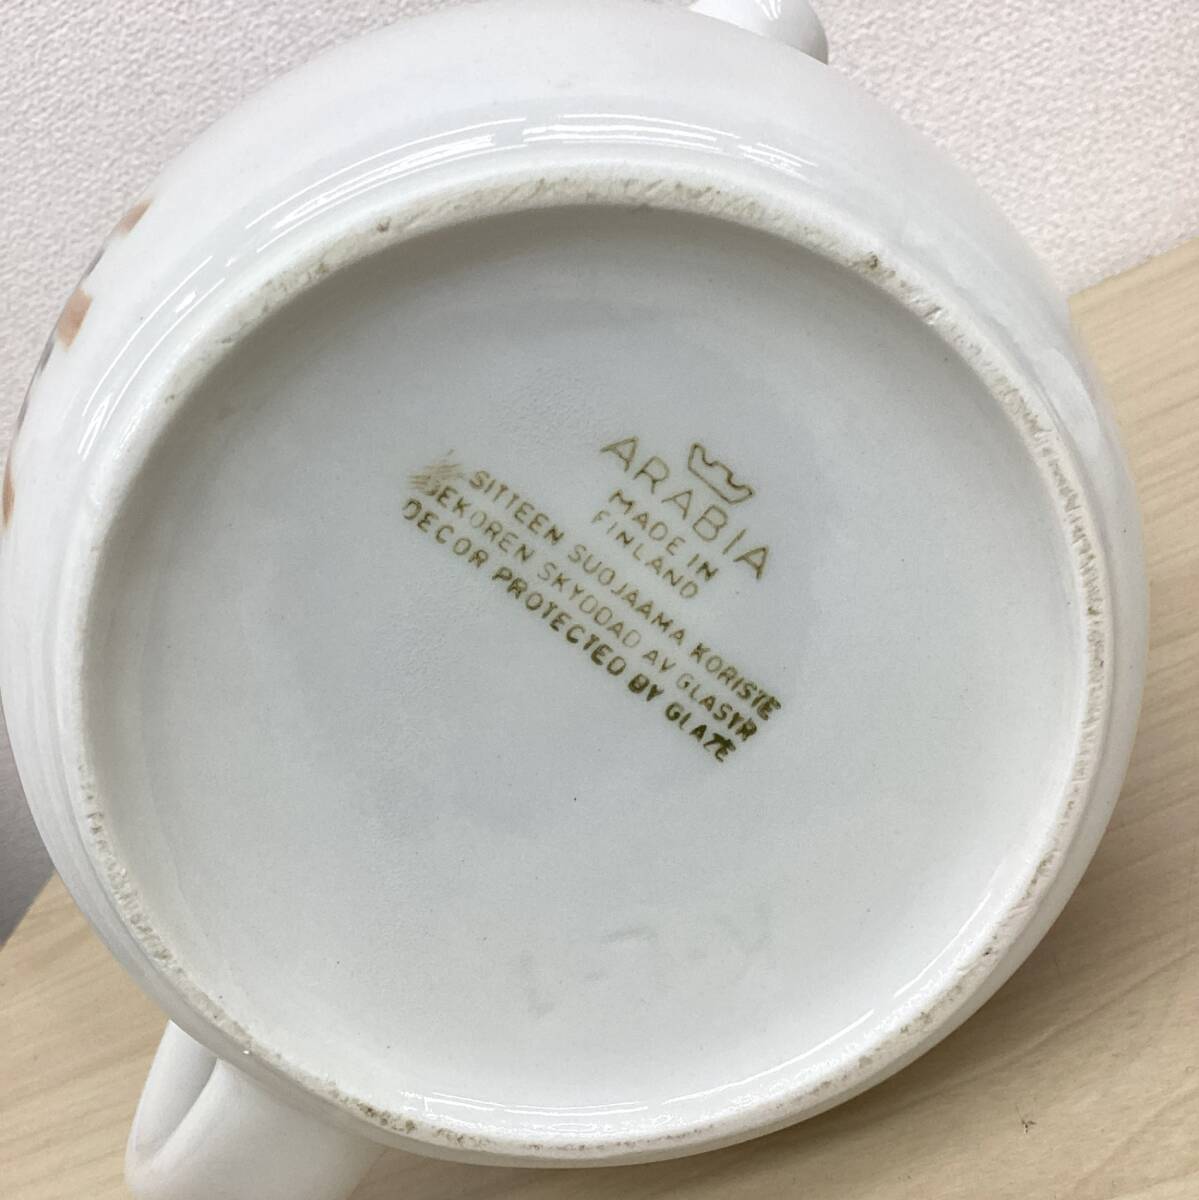 ARABIA
MADE IN
FINLAND
SITTEEN SUOJAAMA KORISTE
DEKOREN SKYDDAD AV GLASYR
DECOR PROTECTED BY GLAZE